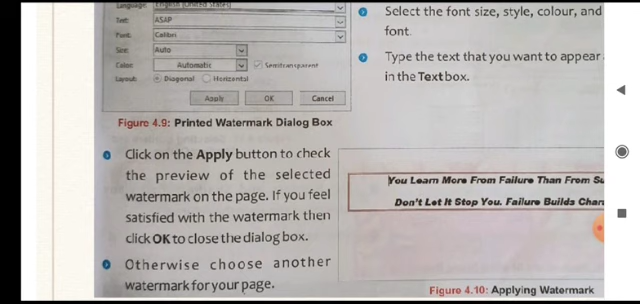 Language: English (United States)
Text: ASAP
Font: Calibri
Size: Auto
Color: Automatic Semitransparent
Layout: Diagonal Horizontal
Apply OK Cancel
Figure 4.9: Printed Watermark Dialog Box
Click on the Apply button to check
the preview of the selected
watermark on the page. If you feel
satisfied with the watermark then
click OK to close the dialog box.
Otherwise choose another
watermark for your page.
Select the font size, style, colour, and
font.
Type the text that you want to appear
in the Text box.
You Learn More From Failure Than From
Don't Let It Stop You. Failure Builds
Figure 4.10: Applying Watermark